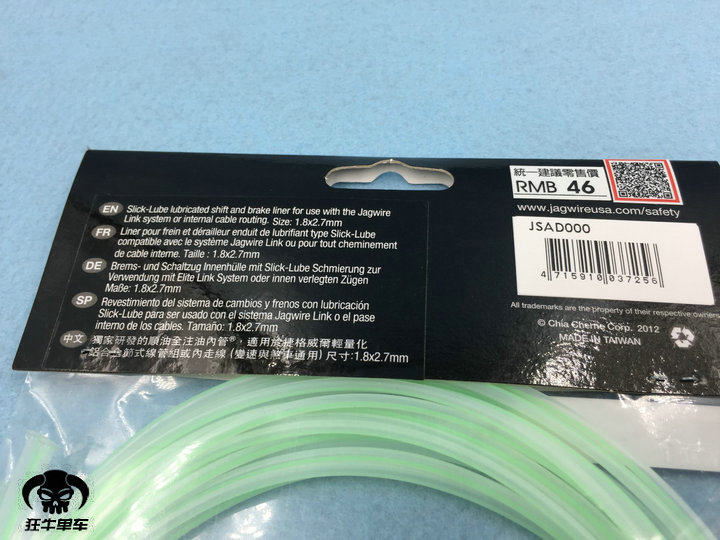 EN Slick-Lube lubricated shift and brake liner for use with the Jagwire
Link system or internal cable routing. Size: 1.8x2.7mm
FR Liner pour frein et dérailleur enduit de lubrifiant type Slick-Lube
compatible avec le système Jagwire Link ou pour tout cheminement
de cable interne. Taille : 1.8x2.7mm
DE Brems- und Schaltzug Innenhülle mit Slick-Lube Schmierung zur
Verwendung mit Elite Link System oder innen verlegten Zügen
Maße: 1.8x2.7mm
SP Revestimento del sistema de cambios y frenos con lubricación
Slick-Lube para ser usado con el sistema Jagwire Link o el pase
interno de los cables. Tamaño: 1.8x2.7mm
中文 獨家研發的順油全注油內管®，適用於捷格威爾輕量化
鋁合金節式線管組或內走線 (變速與煞車通用) 尺寸:1.8x2.7mm
統一建議零售價
RMB 46
www.jagwireusa.com/safety
JSAD000
4 715910 037256
All trademarks are the property of their respective owners
© Chia Cherne Corp. 2012
MADE IN TAIWAN
狂牛单车